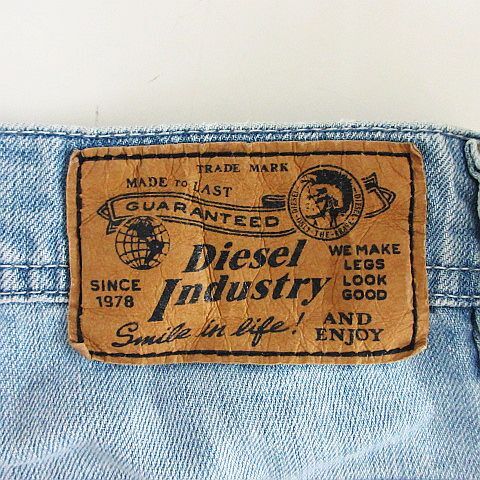 TRADE MARK
MADE TO LAST
GUARANTEED
Diesel
Industry
SINCE
1978
WE MAKE
LEGS
LOOK
GOOD
Smile in life!
AND
ENJOY